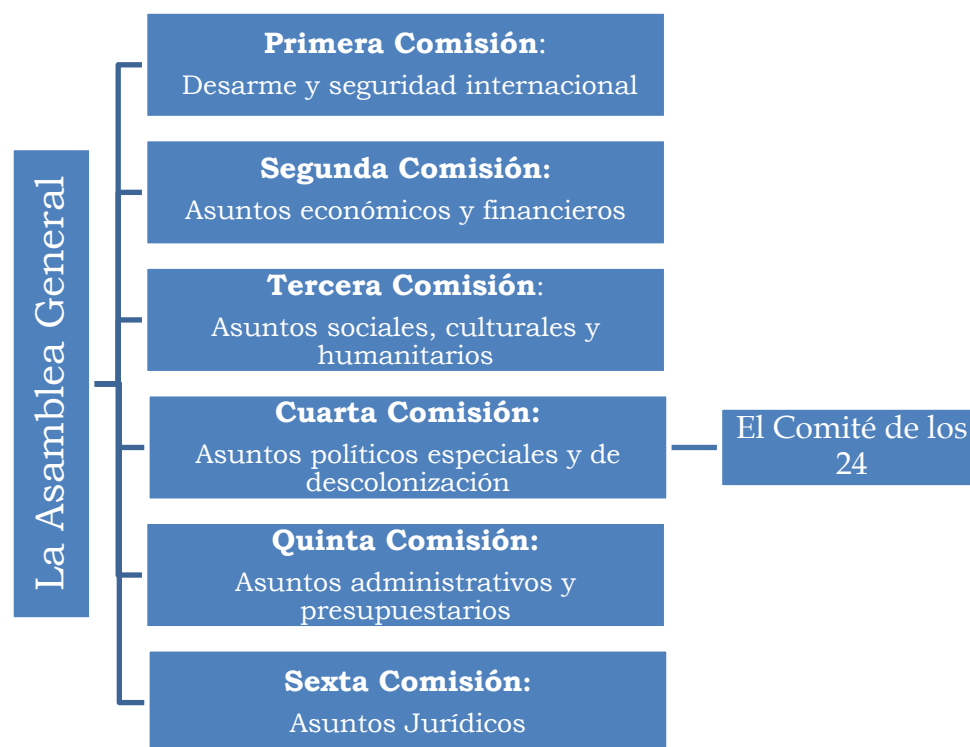 La Asamblea General
Primera Comisión:
Desarme y seguridad internacional
Segunda Comisión:
Asuntos económicos y financieros
Tercera Comisión:
Asuntos sociales, culturales y
humanitarios
Cuarta Comisión:
Asuntos políticos especiales y de
descolonización
El Comité de los
24
Quinta Comisión:
Asuntos administrativos y
presupuestarios
Sexta Comisión:
Asuntos Jurídicos